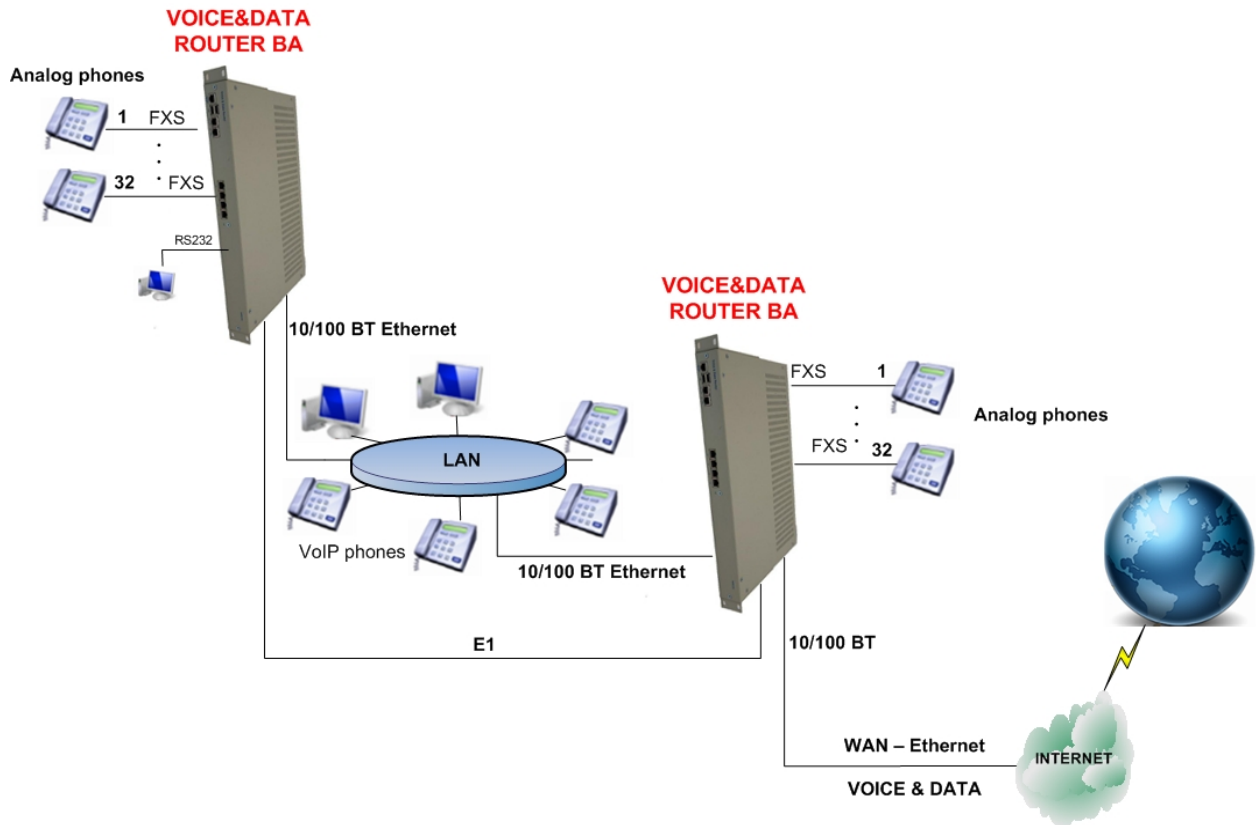 VOICE&DATA
ROUTER BA
Analog phones
1 FXS
32 FXS
RS232
10/100 BT Ethernet
VOICE&DATA
ROUTER BA
FXS 1
Analog phones
FXS 32
LAN
VoIP phones
10/100 BT Ethernet
E1
10/100 BT
WAN – Ethernet
INTERNET
VOICE & DATA